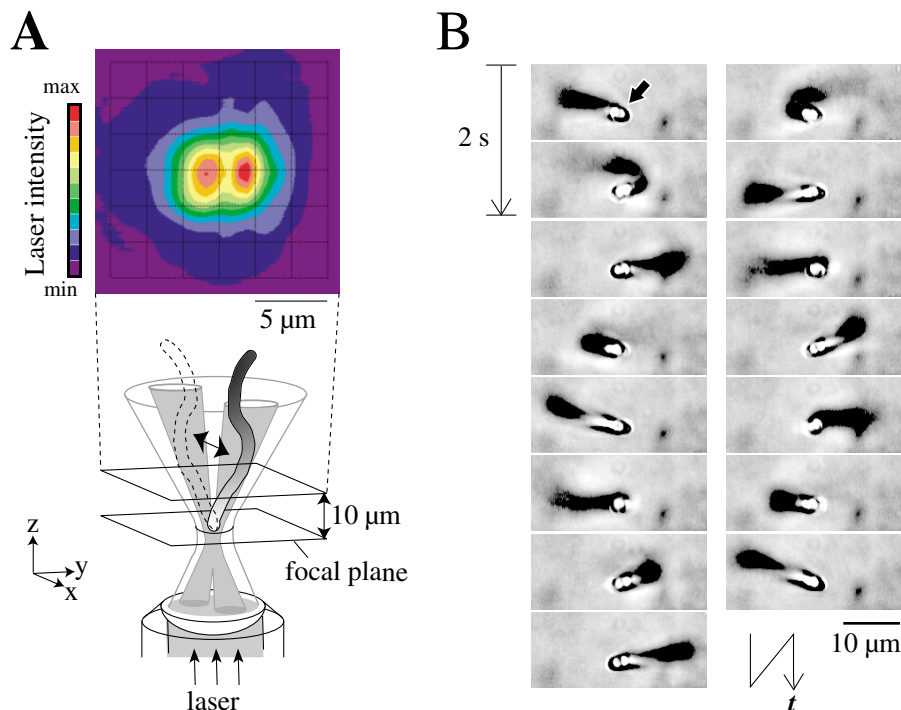 A
max
Laser intensity
min
5 µm
10 µm
z
y
x
focal plane
laser
B
2 s
10 µm
t